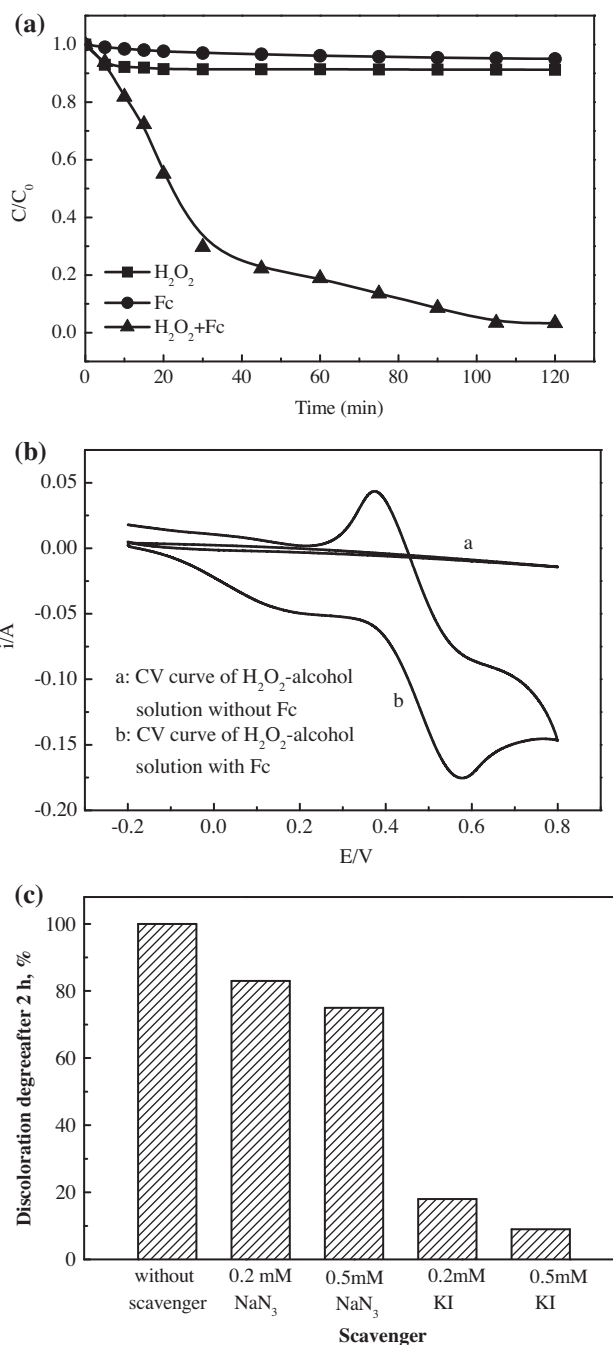 (a)
1.0
0.8
0.6
0.4
0.2
0.0
C/C₀
H₂O₂
Fc
H₂O₂+Fc
0 20 40 60 80 100 120
Time (min)
(b)
0.05
0.00
-0.05
-0.10
-0.15
-0.20
i/A
a
b
a: CV curve of H₂O₂-alcohol
solution without Fc
b: CV curve of H₂O₂-alcohol
solution with Fc
-0.2 0.0 0.2 0.4 0.6 0.8
E/V
(c)
100
80
60
40
20
0
Discoloration degreeafter 2 h, %
without
scavenger
0.2 mM
NaN₃
0.5mM
NaN₃
0.2mM
KI
0.5mM
KI
Scavenger